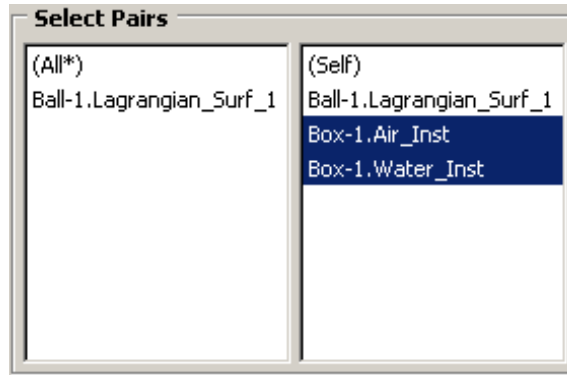 Select Pairs
(All*)
Ball-1.Lagrangian_Surf_1
(Self)
Ball-1.Lagrangian_Surf_1
Box-1.Air_Inst
Box-1.Water_Inst